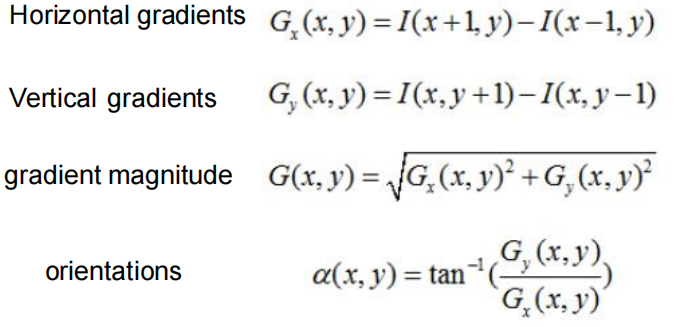 Horizontal gradients G_x(x, y) = I(x+1, y) − I(x−1, y)
Vertical gradients G_y(x, y) = I(x, y+1) − I(x, y−1)
gradient magnitude G(x, y) = √(G_x(x, y)² + G_y(x, y)²)
orientations α(x, y) = tan⁻¹(G_y(x, y) / G_x(x, y))